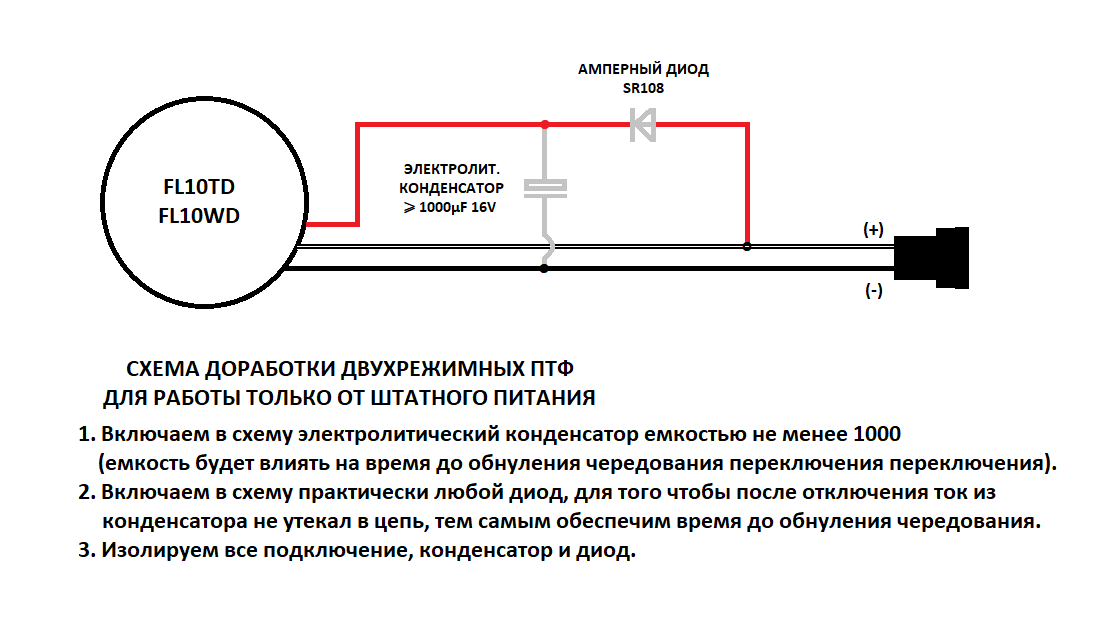 АМПЕРНЫЙ ДИОД
SR108
ЭЛЕКТРОЛИТ.
КОНДЕНСАТОР
⩾ 1000µF 16V
FL10TD
FL10WD
(+)
(-)
СХЕМА ДОРАБОТКИ ДВУХРЕЖИМНЫХ ПТФ
ДЛЯ РАБОТЫ ТОЛЬКО ОТ ШТАТНОГО ПИТАНИЯ
1. Включаем в схему электролитический конденсатор емкостью не менее 1000
(емкость будет влиять на время до обнуления чередования переключения переключения).
2. Включаем в схему практически любой диод, для того чтобы после отключения ток из
конденсатора не утекал в цепь, тем самым обеспечим время до обнуления чередования.
3. Изолируем все подключение, конденсатор и диод.